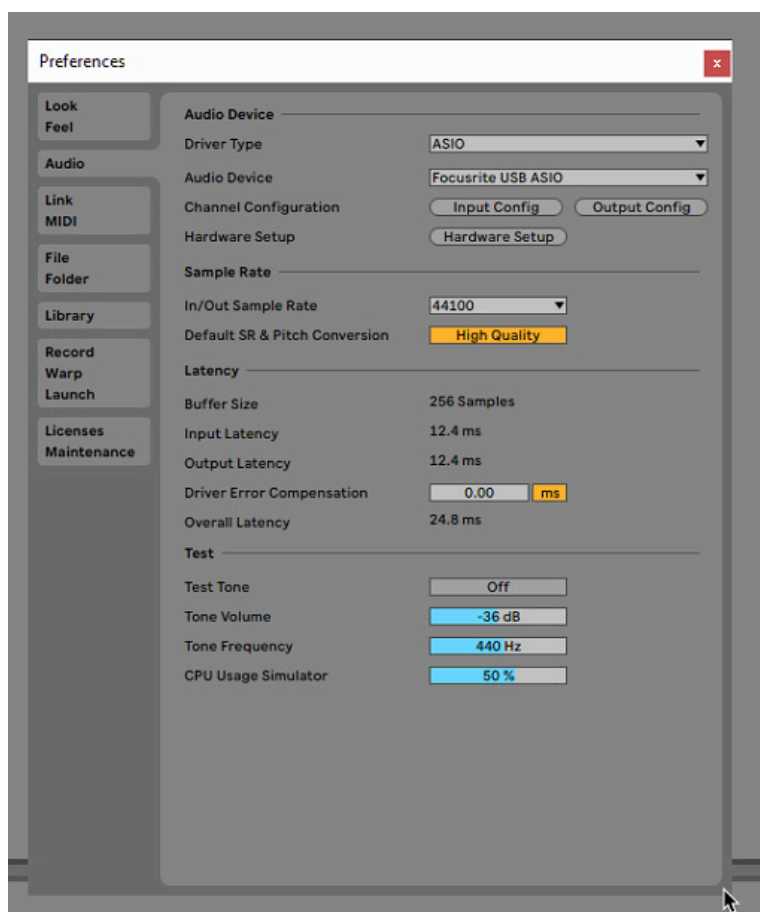 Preferences
x
Look
Feel
Audio
Link
MIDI
File
Folder
Library
Record
Warp
Launch
Licenses
Maintenance
Audio Device
Driver Type ASIO
Audio Device Focusrite USB ASIO
Channel Configuration Input Config Output Config
Hardware Setup Hardware Setup
Sample Rate
In/Out Sample Rate 44100
Default SR & Pitch Conversion High Quality
Latency
Buffer Size 256 Samples
Input Latency 12.4 ms
Output Latency 12.4 ms
Driver Error Compensation 0.00 ms
Overall Latency 24.8 ms
Test
Test Tone Off
Tone Volume -36 dB
Tone Frequency 440 Hz
CPU Usage Simulator 50 %